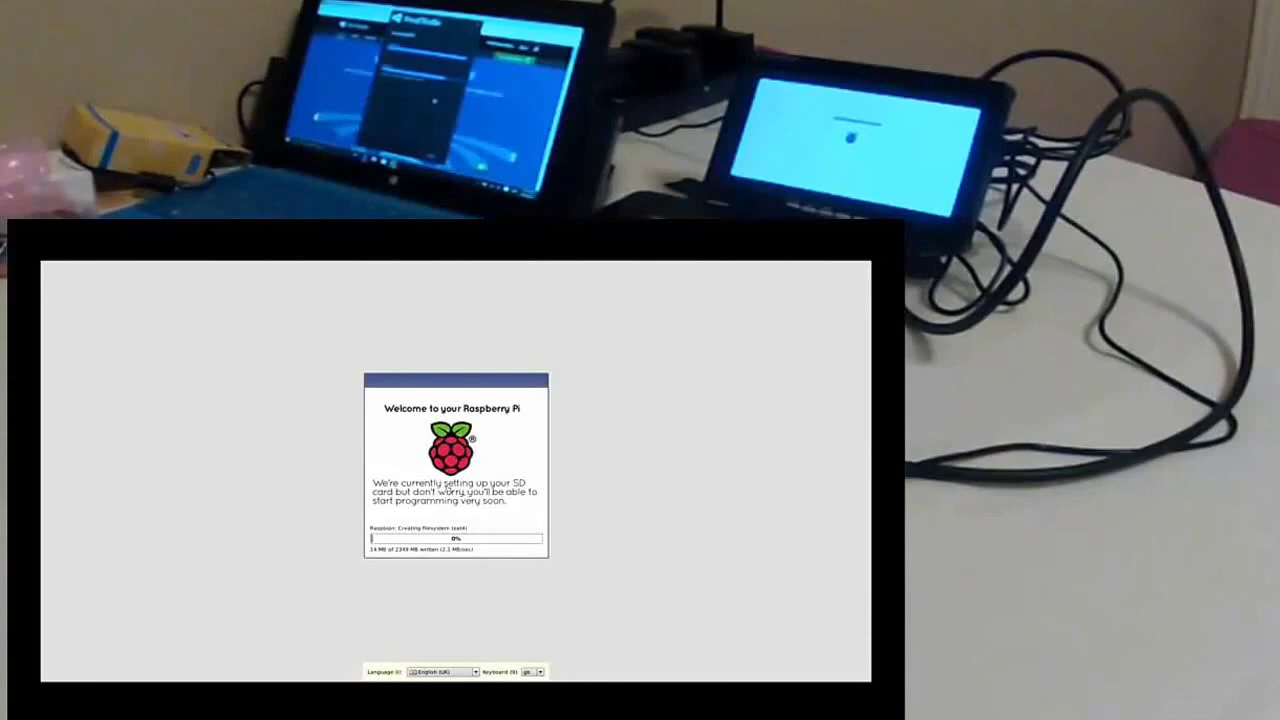 Welcome to your Raspberry Pi
®
We're currently setting up your SD
card but don't worry, you'll be able to
start programming very soon.
Raspbian: Creating filesystem (ext4)
0%
14 MB of 2349 MB written (2.1 MB/sec)
Language (l): English (UK) Keyboard (9): gb